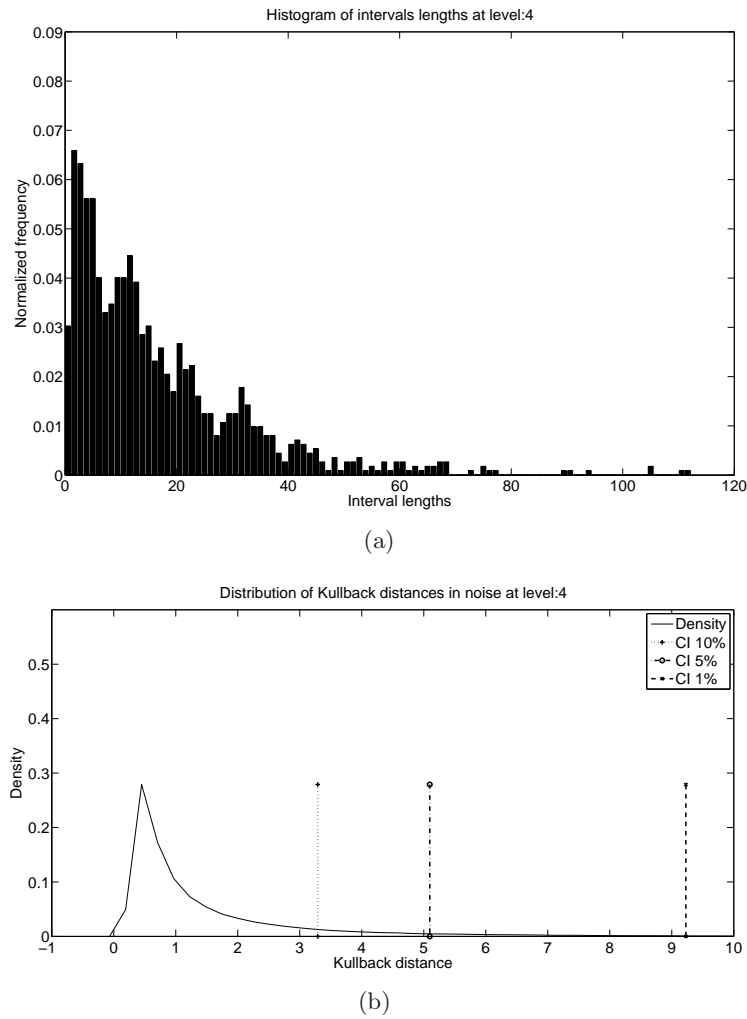 Histogram of intervals lengths at level:4
0.09
0.08
0.07
0.06
0.05
0.04
0.03
0.02
0.01
0
Normalized frequency
0 20 40 60 80 100 120
Interval lengths
(a)
Distribution of Kullback distances in noise at level:4
Density
CI 10%
CI 5%
CI 1%
0.5
0.4
0.3
0.2
0.1
0
Density
−1 0 1 2 3 4 5 6 7 8 9 10
Kullback distance
(b)